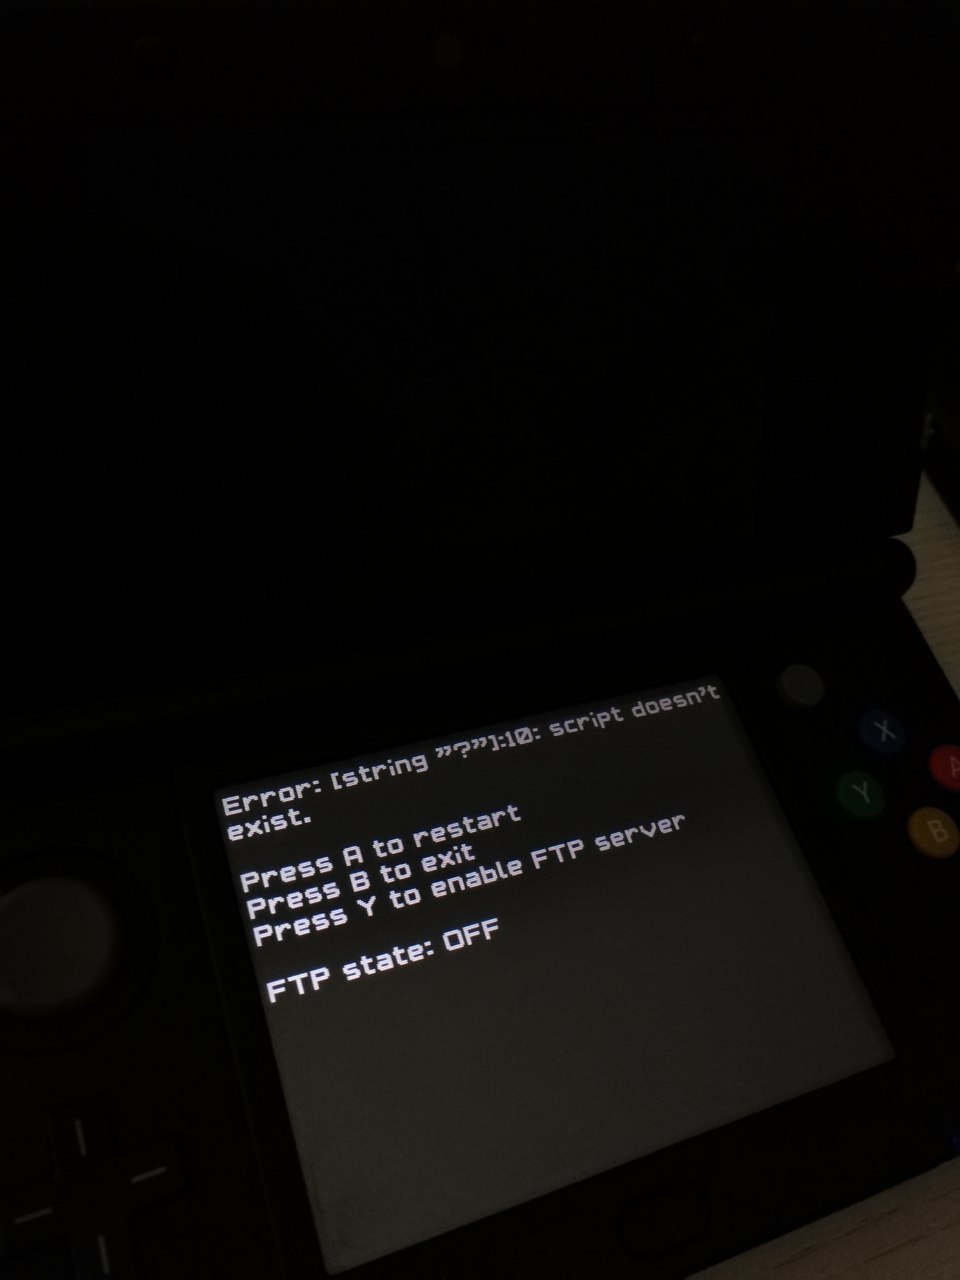 Error: [string "?"]:10: script doesn't
exist.
Press A to restart
Press B to exit
Press Y to enable FTP server
FTP state: OFF
X
Y
A
B